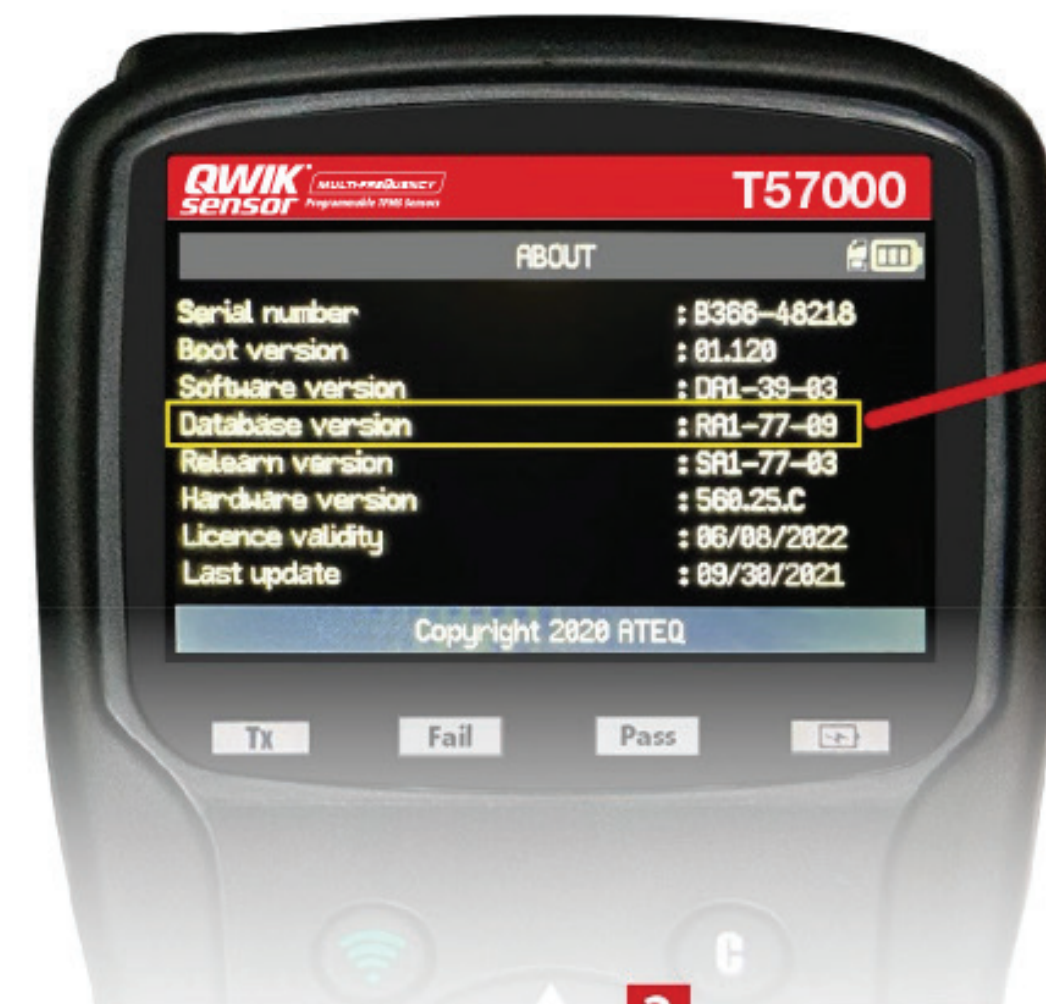 QWIK MULTI-FREQUENCY T57000
sensor Programmable TPMS Sensors
ABOUT
Serial number : B366-48218
Boot version : 01.120
Software version : DA1-39-03
Database version : RA1-77-09
Relearn version : SA1-77-03
Hardware version : 560.25.C
Licence validity : 06/08/2022
Last update : 09/30/2021
Copyright 2020 ATEQ
Tx Fail Pass
C